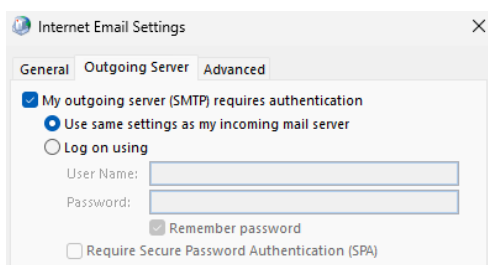 Internet Email Settings
General Outgoing Server Advanced
My outgoing server (SMTP) requires authentication
Use same settings as my incoming mail server
Log on using
User Name:
Password:
Remember password
Require Secure Password Authentication (SPA)